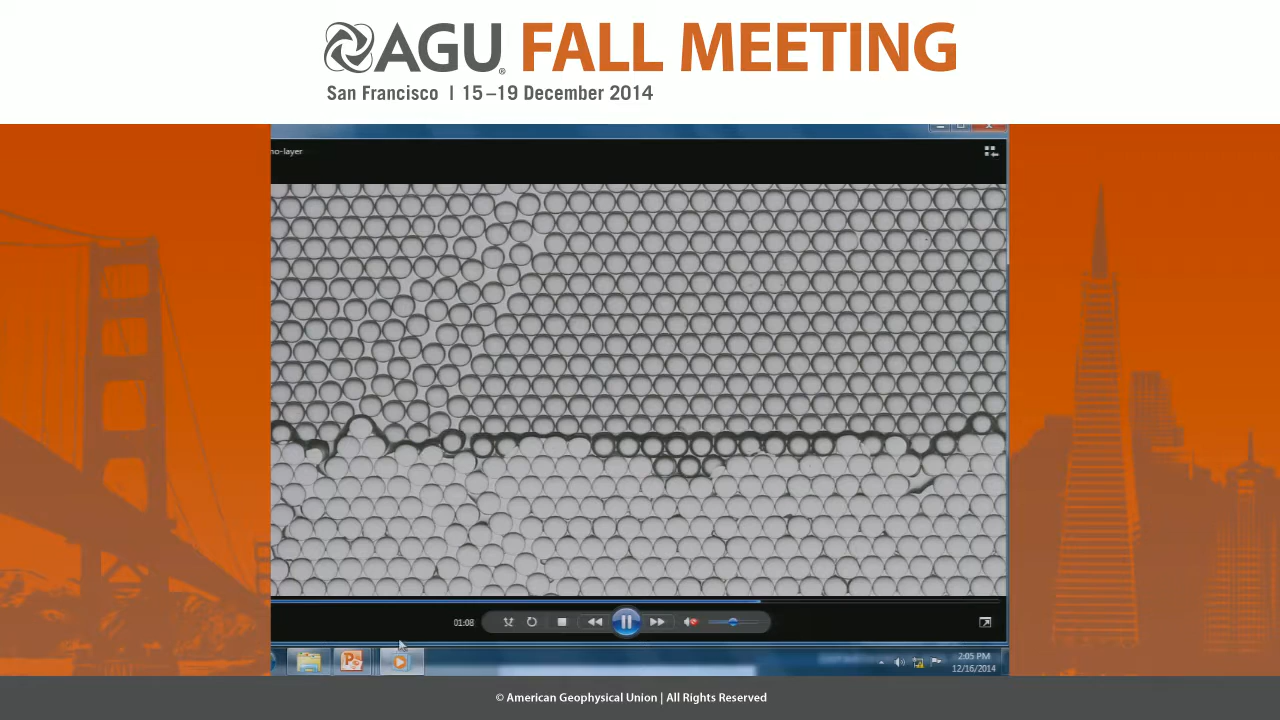 AGU® FALL MEETING
San Francisco | 15–19 December 2014
no-layer
01:08
2:05 PM
12/16/2014
© American Geophysical Union | All Rights Reserved